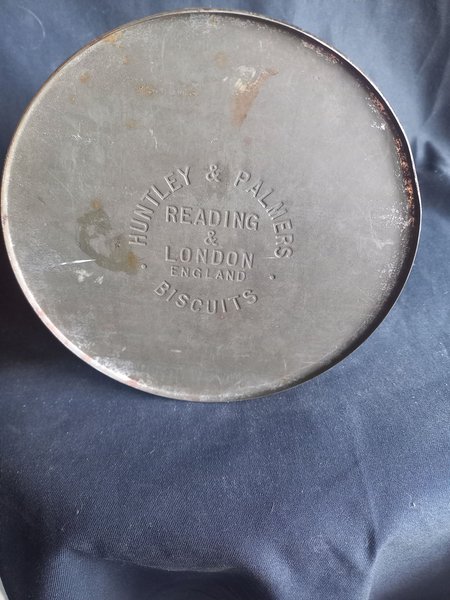 HUNTLEY & PALMERS
READING
&
LONDON
ENGLAND
BISCUITS